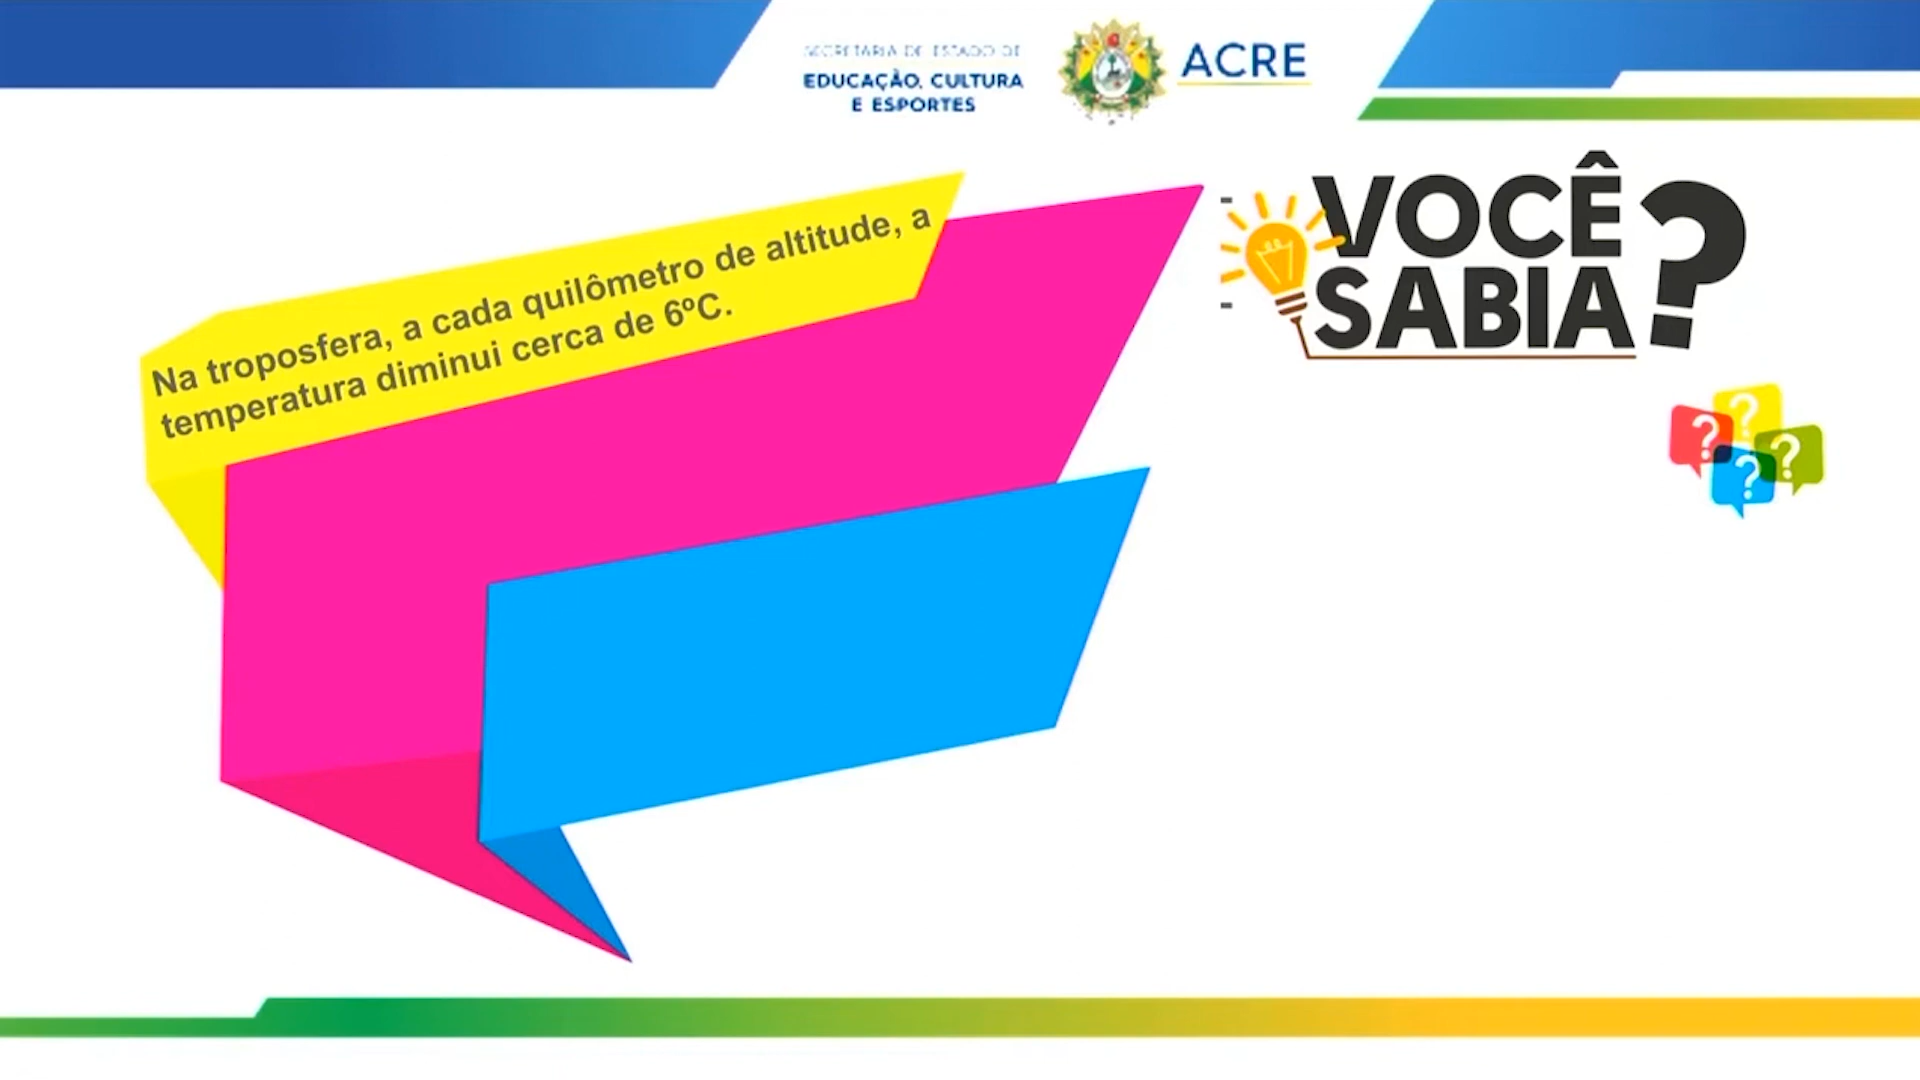 SECRETARIA DE ESTADO DE
EDUCAÇÃO, CULTURA
E ESPORTES
ACRE
VOCÊ
SABIA?
Na troposfera, a cada quilômetro de altitude, a
temperatura diminui cerca de 6ºC.
? ? ? ?